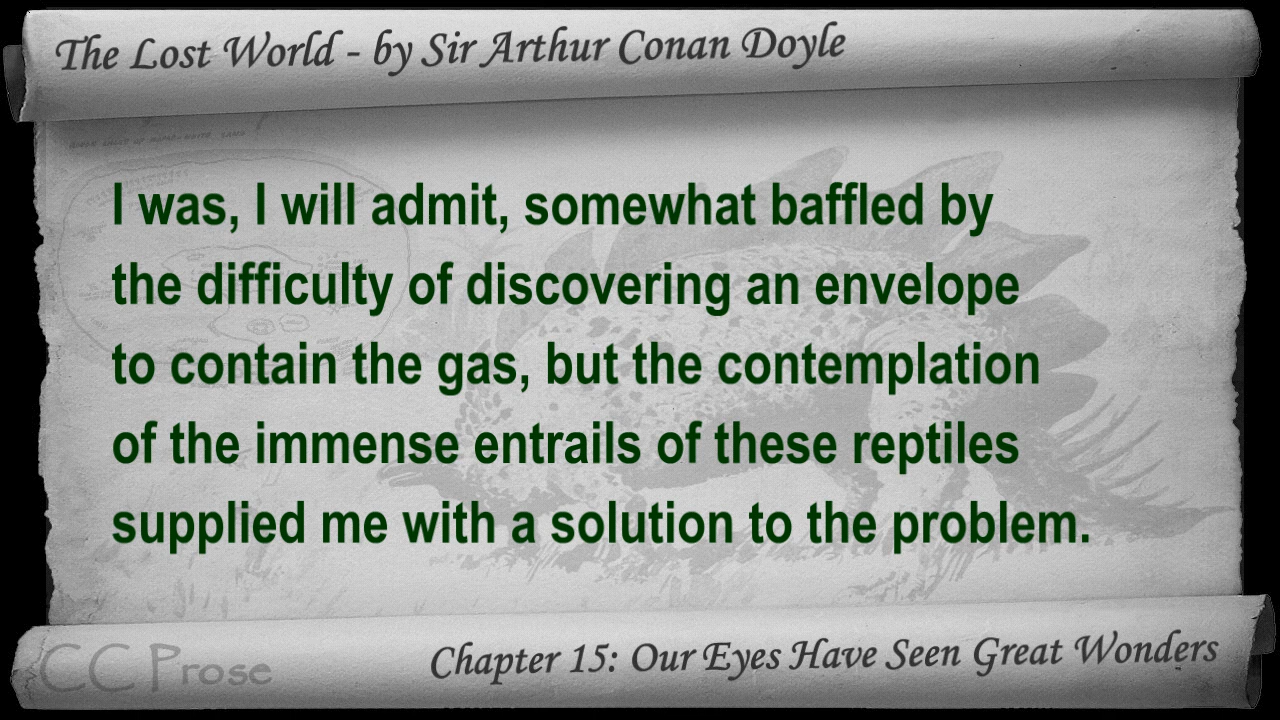 The Lost World - by Sir Arthur Conan Doyle
I was, I will admit, somewhat baffled by
the difficulty of discovering an envelope
to contain the gas, but the contemplation
of the immense entrails of these reptiles
supplied me with a solution to the problem.
CC Prose
Chapter 15: Our Eyes Have Seen Great Wonders